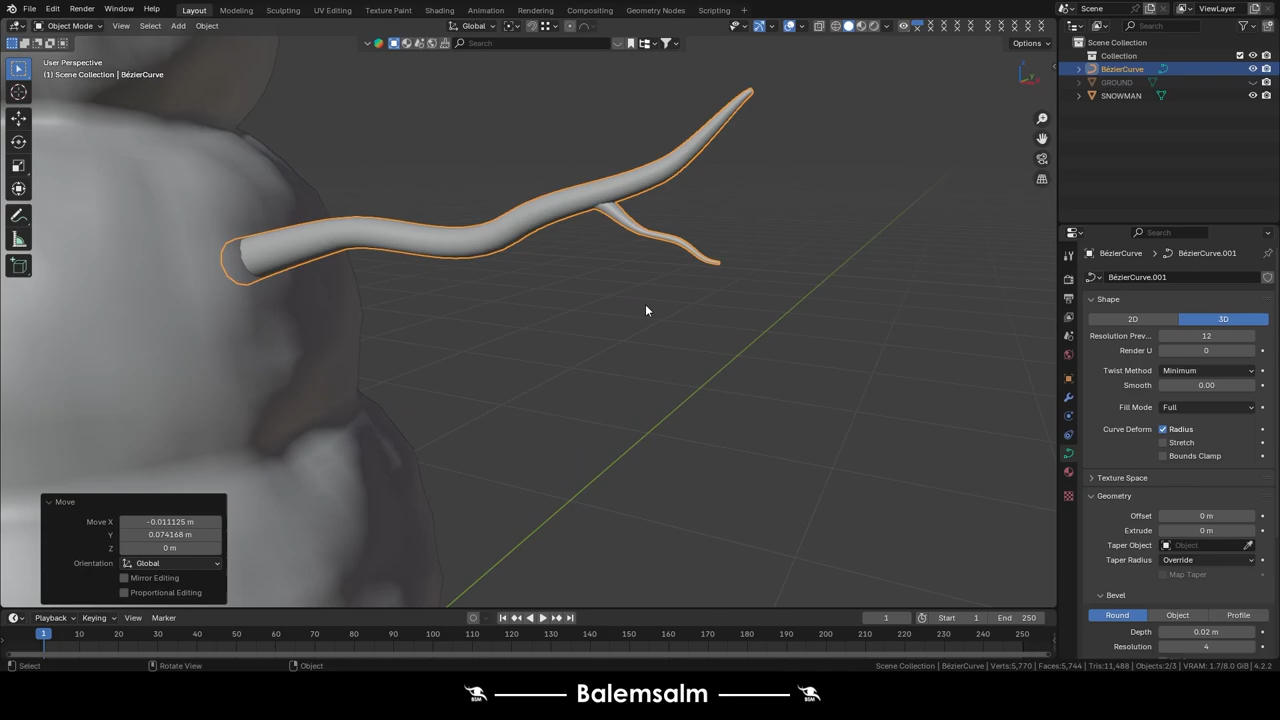 File Edit Render Window Help Layout Modeling Sculpting UV Editing Texture Paint Shading Animation Rendering Compositing Geometry Nodes Scripting Scene ViewLayer
Object Mode View Select Add Object Global Search
Search Options
User Perspective
(1) Scene Collection | BézierCurve
Scene Collection
Collection
BézierCurve
GROUND
SNOWMAN
Search
BézierCurve > BézierCurve.001
BézierCurve.001
Shape
2D 3D
Resolution Prev... 12
Render U 0
Twist Method Minimum
Smooth 0.00
Fill Mode Full
Curve Deform Radius
Stretch
Bounds Clamp
Texture Space
Geometry
Offset 0 m
Extrude 0 m
Taper Object Object
Taper Radius Override
Map Taper
Bevel
Round Object Profile
Depth 0.02 m
Resolution 4
Move
Move X -0.011125 m
Y 0.074168 m
Z 0 m
Orientation Global
Mirror Editing
Proportional Editing
Playback Keying View Marker 1 Start 1 End 250
1 10 20 30 40 50 60 70 80 90 100 110 120 130 140 150 160 170 180 190 200 210 220 230 240 250
Select Rotate View Object Scene Collection | BézierCurve | Verts:5,770 | Faces:5,744 | Tris:11,488 | Objects:2/3 | VRAM: 1.7/8.0 GiB | 4.2.2
BSM Balemsalm BSM